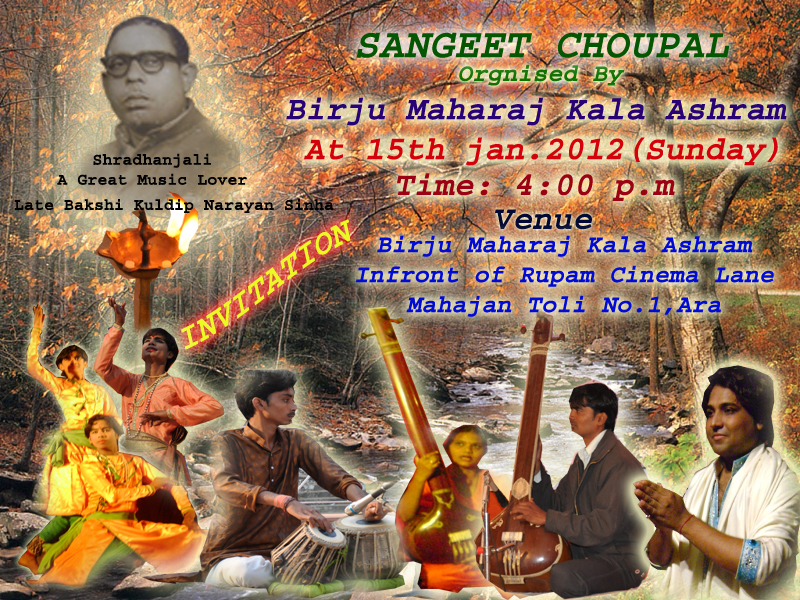 SANGEET CHOUPAL
Orgnised By
Birju Maharaj Kala Ashram
At 15th jan.2012(Sunday)
Time: 4:00 p.m
Venue
Birju Maharaj Kala Ashram
Infront of Rupam Cinema Lane
Mahajan Toli No.1,Ara
Shradhanjali
A Great Music Lover
Late Bakshi Kuldip Narayan Sinha
INVITATION